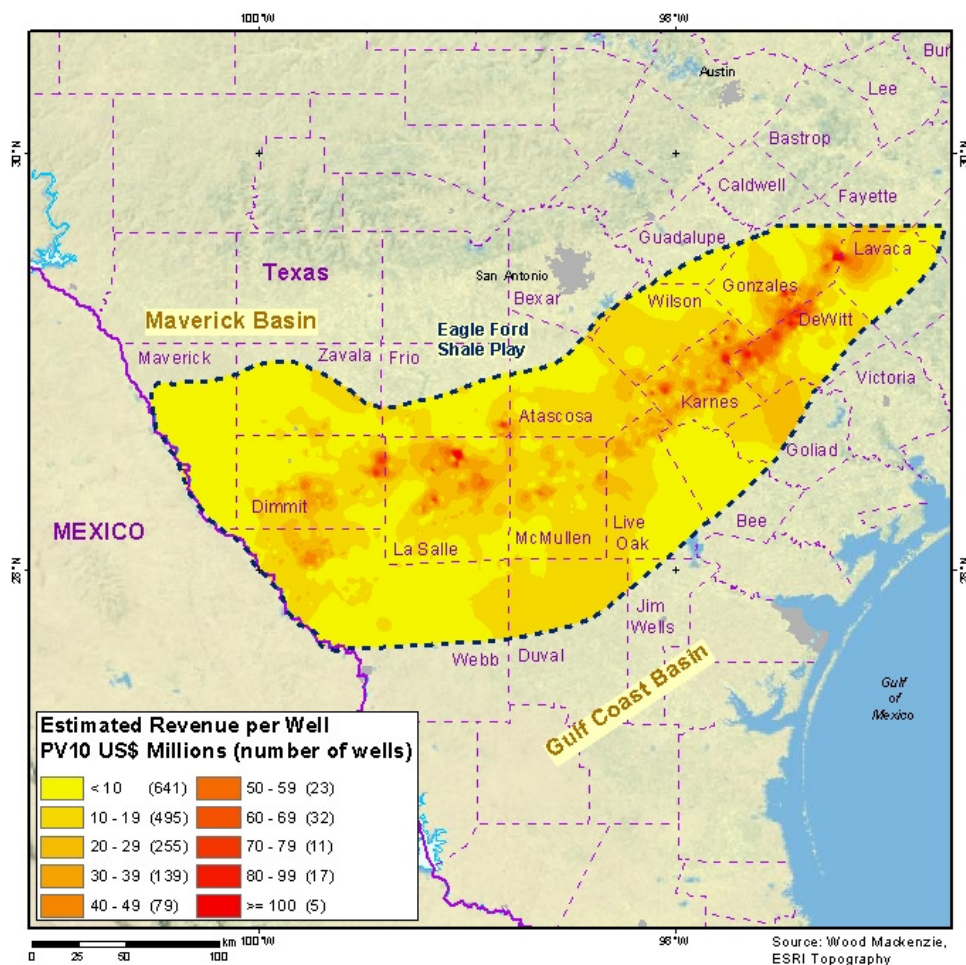 100°W
98°W
Bur
Austin
Lee
Bastrop
30°N
30°N
Caldwell
Fayette
Guadalupe
Lavaca
Texas
San Antonio
Bexar
Gonzales
Wilson
Maverick Basin
DeWitt
Eagle Ford
Shale Play
Maverick
Zavala
Frio
Victoria
Karnes
Atascosa
Goliad
Dimmit
MEXICO
Bee
La Salle
McMullen
Live
Oak
28°N
28°N
Jim
Wells
Webb
Duval
Gulf Coast Basin
Gulf
of
Mexico
Estimated Revenue per Well
PV10 US$ Millions (number of wells)
< 10 (641)
10 - 19 (495)
20 - 29 (255)
30 - 39 (139)
40 - 49 (79)
50 - 59 (23)
60 - 69 (32)
70 - 79 (11)
80 - 99 (17)
>= 100 (5)
100°W
98°W
km
0 25 50 100
Source: Wood Mackenzie,
ESRI Topography